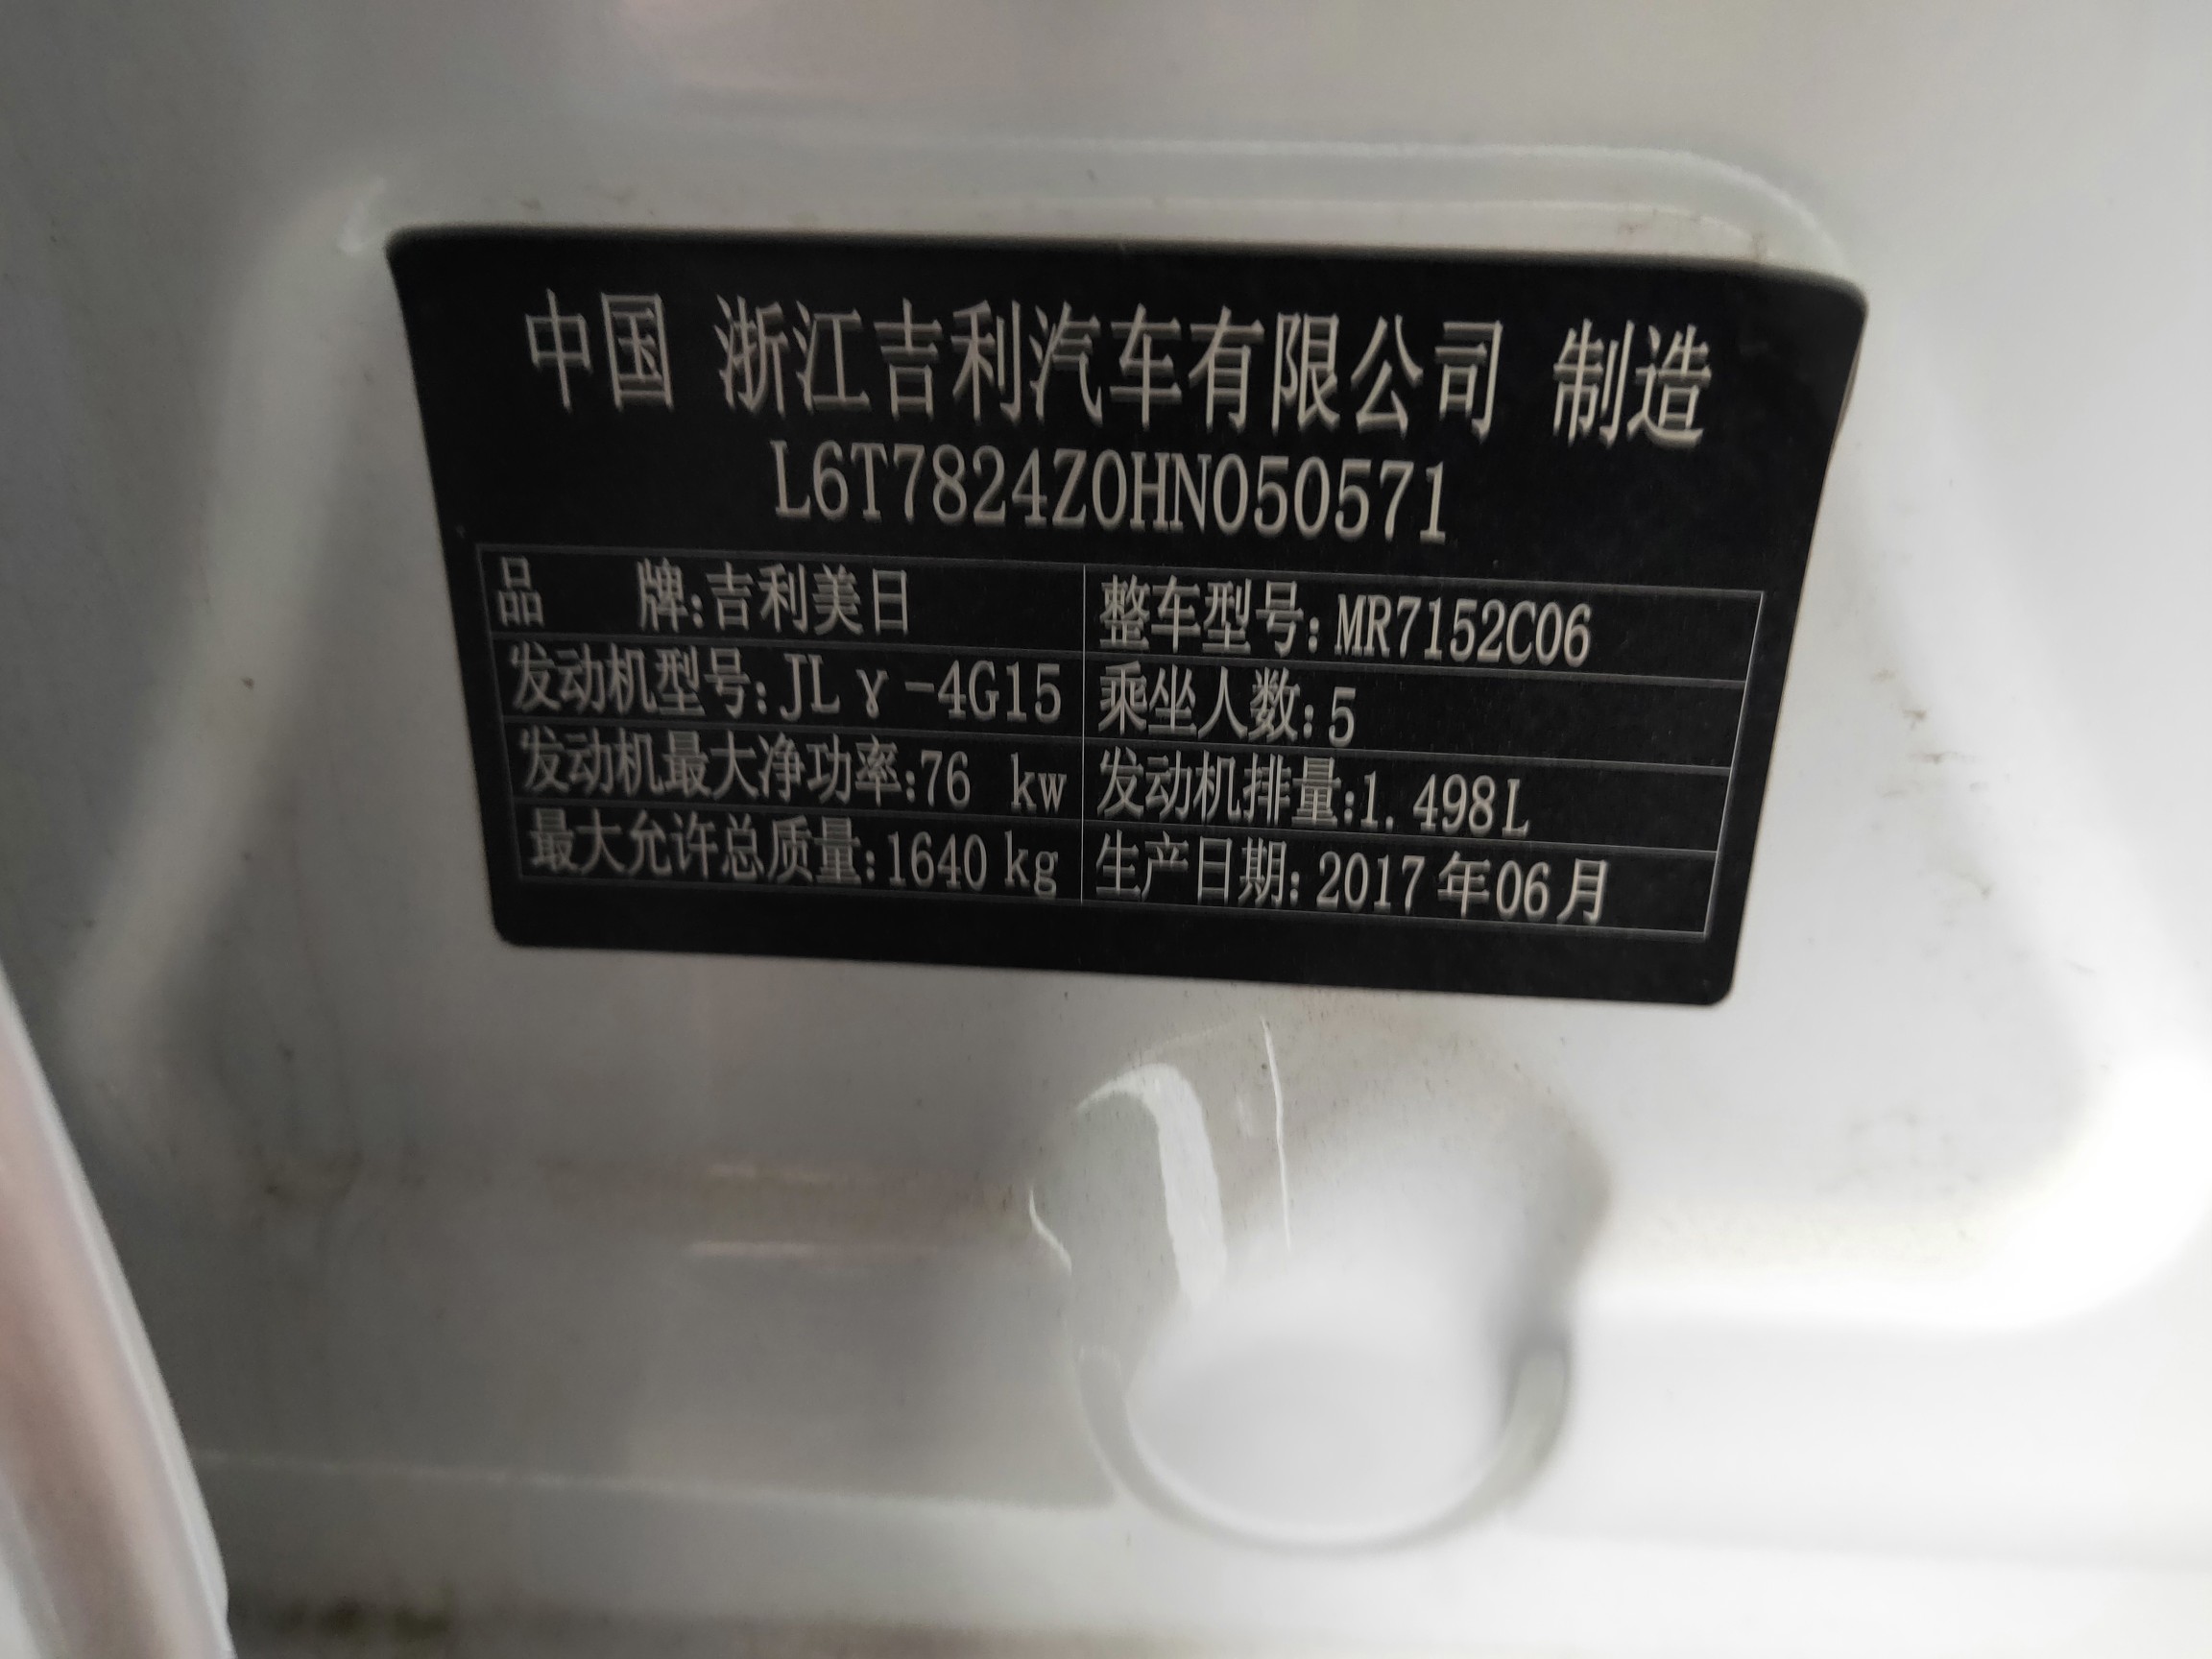 中国 浙江吉利汽车有限公司 制造
L6T7824Z0HN050571
品 牌:吉利美日 整车型号:MR7152C06
发动机型号:JLγ-4G15 乘坐人数:5
发动机最大净功率:76 kw 发动机排量:1.498L
最大允许总质量:1640kg 生产日期:2017年06月